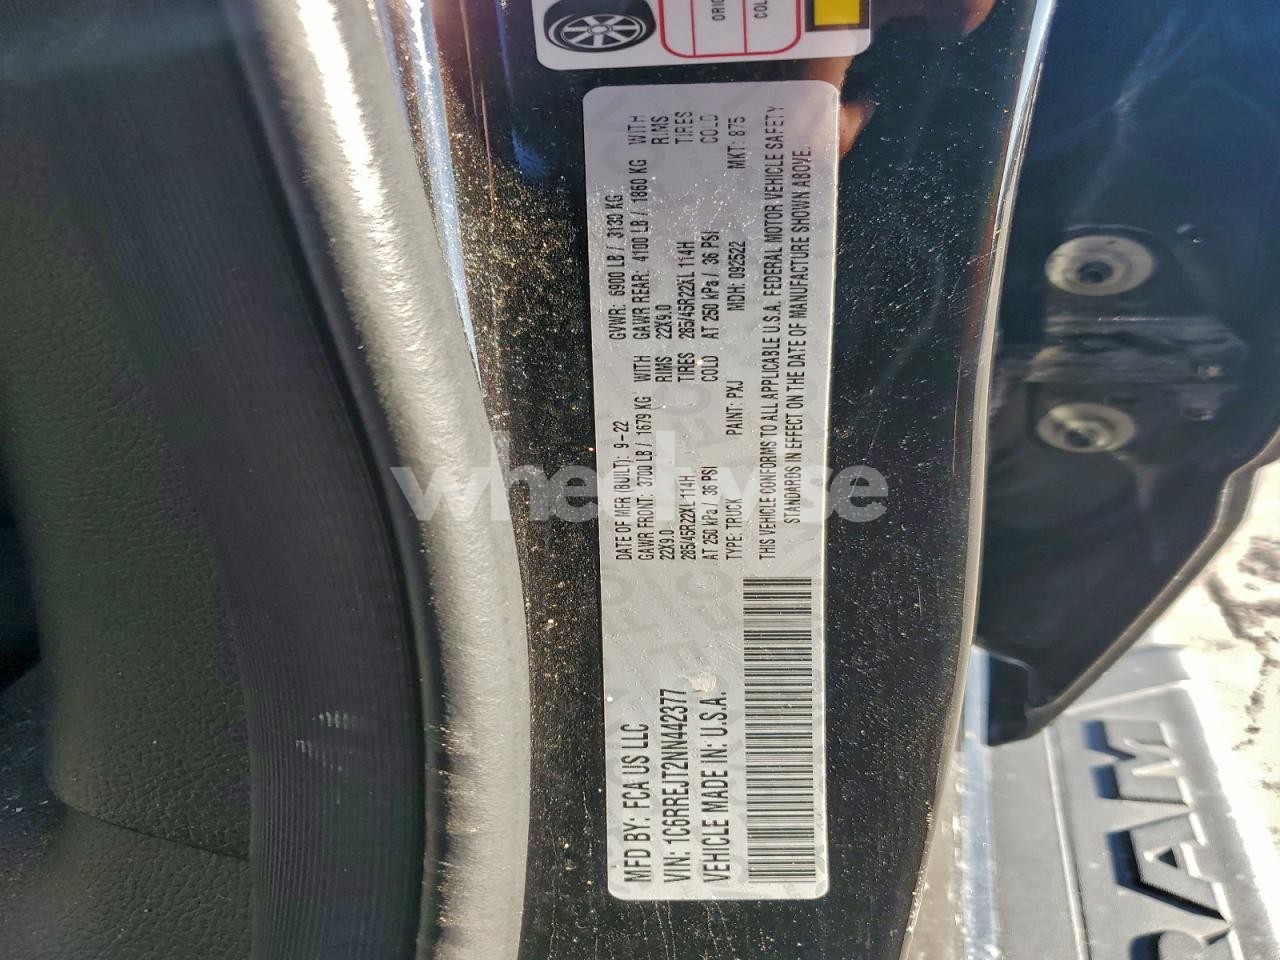 ORIG
COL
MFD BY: FCA US LLC
DATE OF MFR (BUILT): 9-22
GVWR: 6900 LB / 3130 KG
VIN: 1C6RREJT2NN442377
GAWR FRONT: 3700 LB / 1679 KG WITH
GAWR REAR: 4100 LB / 1860 KG WITH
22X9.0 RIMS
22X9.0 RIMS
VEHICLE MADE IN: U.S.A.
285/45R22XL 114H TIRES
285/45R22XL 114H TIRES
AT 250 kPa / 36 PSI COLD
AT 250 kPa / 36 PSI COLD
TYPE: TRUCK PAINT: PXJ MDH: 092522 MKT: 875
THIS VEHICLE CONFORMS TO ALL APPLICABLE U.S.A. FEDERAL MOTOR VEHICLE SAFETY
STANDARDS IN EFFECT ON THE DATE OF MANUFACTURE SHOWN ABOVE.
RAM